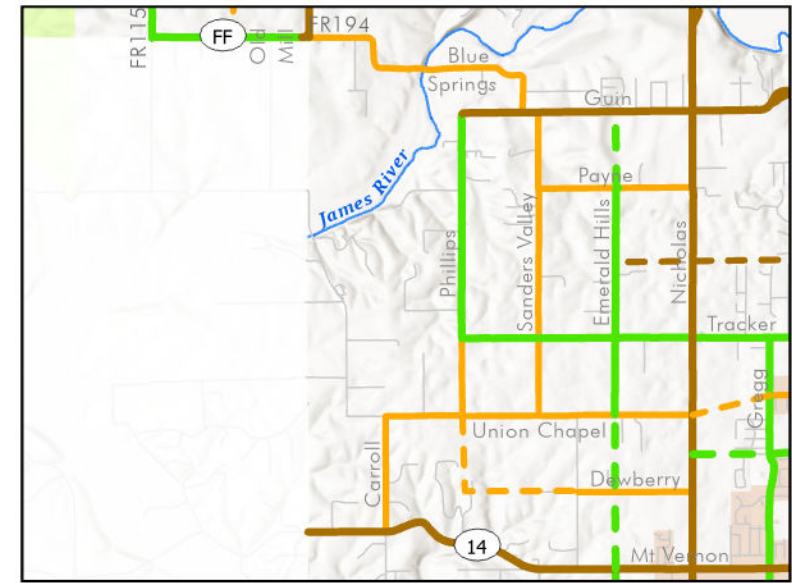 FR115
FF
Old
Mill
FR194
Blue
Springs
Guin
James River
Payne
Phillips
Sanders Valley
Emerald Hills
Nicholas
Tracker
Gregg
Union Chapel
Carroll
Dewberry
14
Mt Vernon